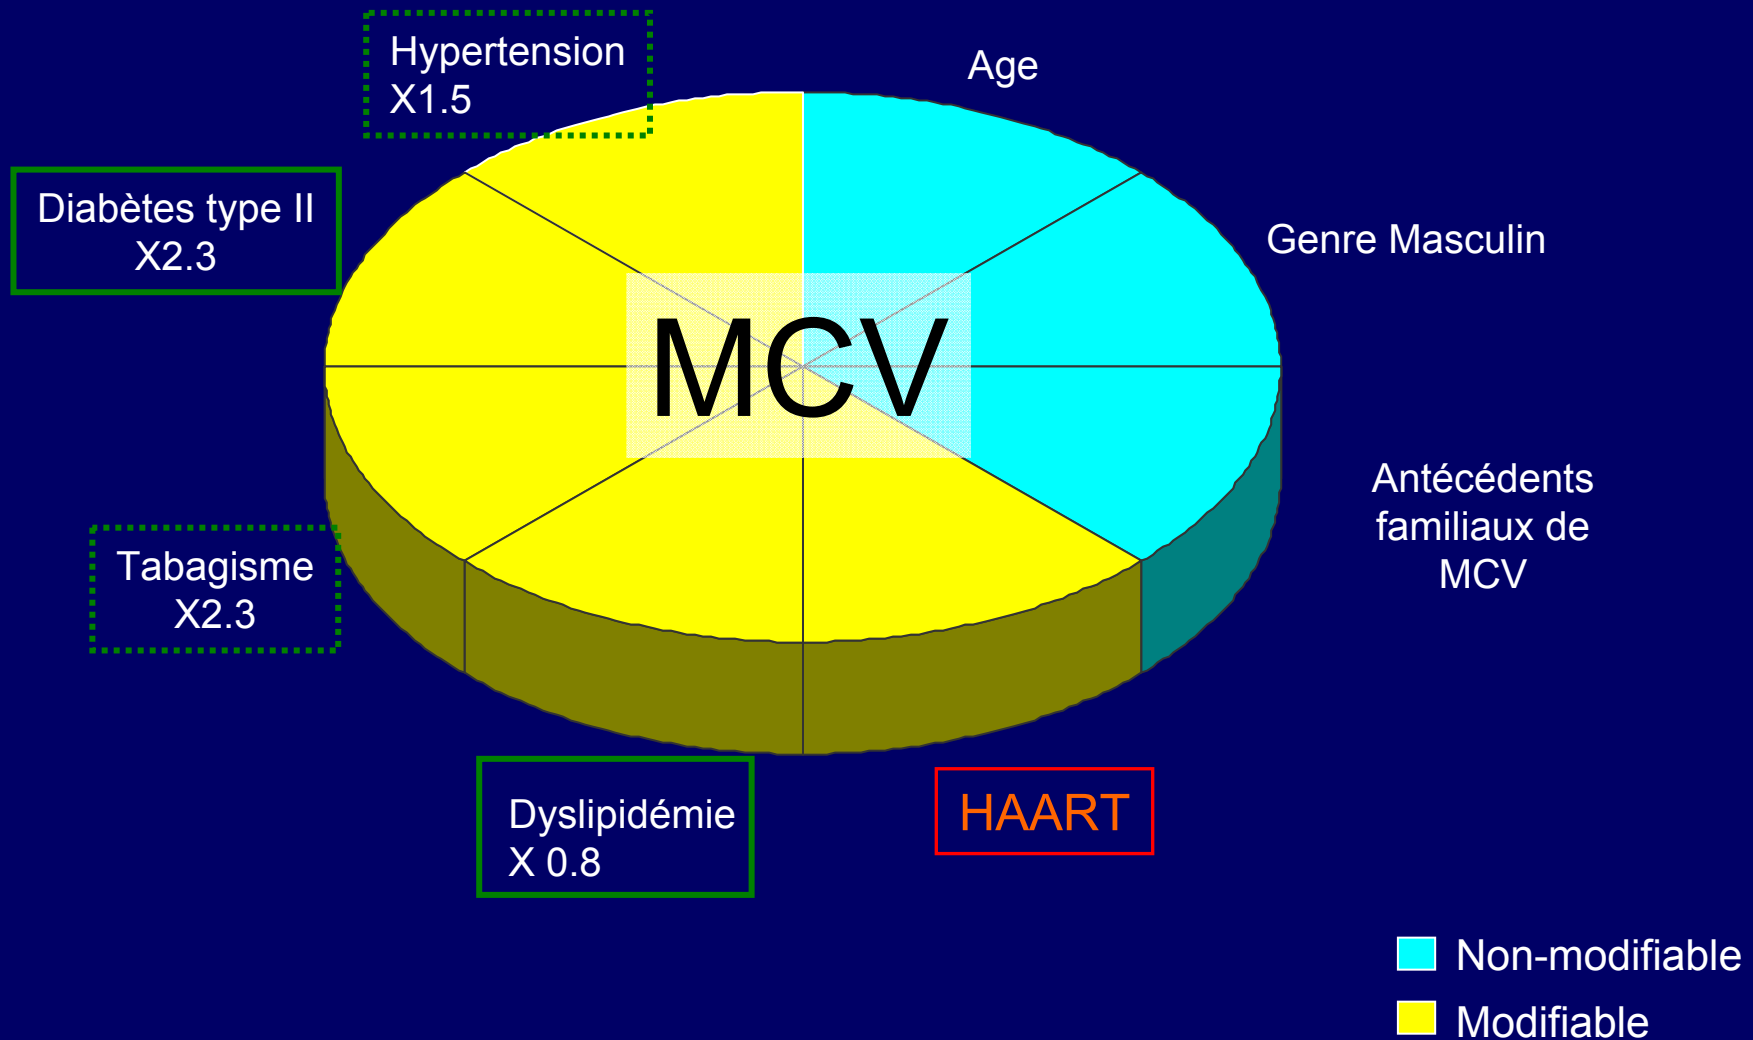 Hypertension
X1.5
Age
Diabètes type II
X2.3
Genre Masculin
MCV
Antécédents
familiaux de
MCV
Tabagisme
X2.3
Dyslipidémie
X 0.8
HAART
Non-modifiable
Modifiable